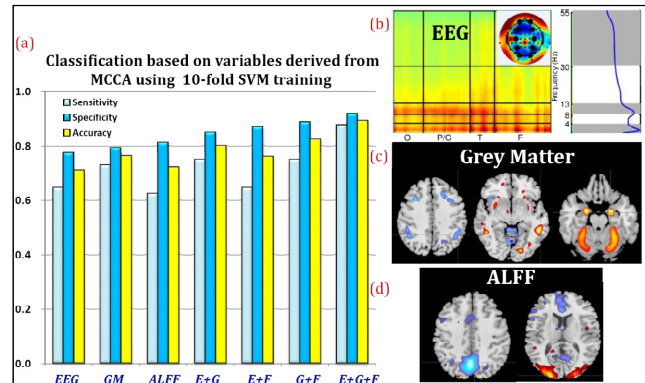 (a)
Classification based on variables derived from
MCCA using 10-fold SVM training
Sensitivity
Specificity
Accuracy
1.0
0.8
0.6
0.4
0.2
0.0
EEG GM ALFF E+G E+F G+F E+G+F
(b)
EEG
O P/C T F
Frequency (Hz)
55
30
13
8
4
(c)
Grey Matter
(d)
ALFF